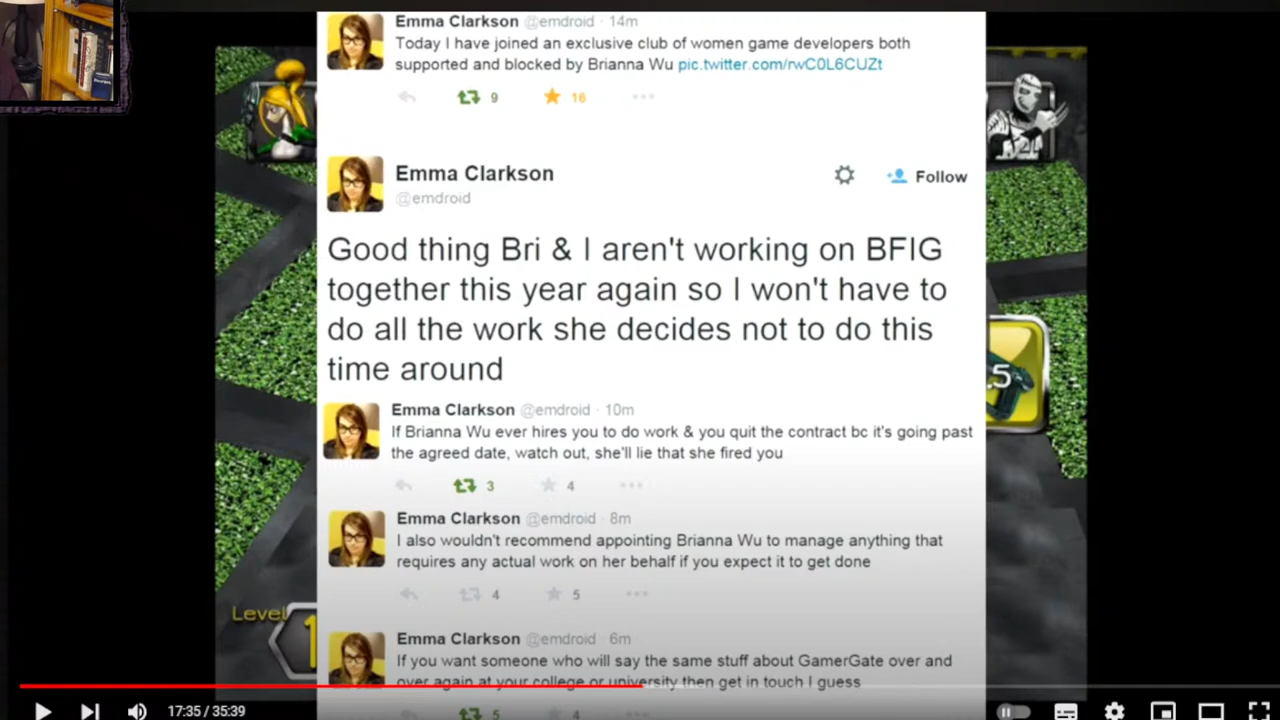 Emma Clarkson @emdroid · 14m
Today I have joined an exclusive club of women game developers both
supported and blocked by Brianna Wu pic.twitter.com/rwC0L6CUZt
9 16
Emma Clarkson
@emdroid
Follow
Good thing Bri & I aren't working on BFIG
together this year again so I won't have to
do all the work she decides not to do this
time around
Emma Clarkson @emdroid · 10m
If Brianna Wu ever hires you to do work & you quit the contract bc it's going past
the agreed date, watch out, she'll lie that she fired you
3 4
Emma Clarkson @emdroid · 8m
I also wouldn't recommend appointing Brianna Wu to manage anything that
requires any actual work on her behalf if you expect it to get done
4 5
Emma Clarkson @emdroid · 6m
If you want someone who will say the same stuff about GamerGate over and
over again at your college or university then get in touch I guess
5 4
.5
Level
1
17:35 / 35:39